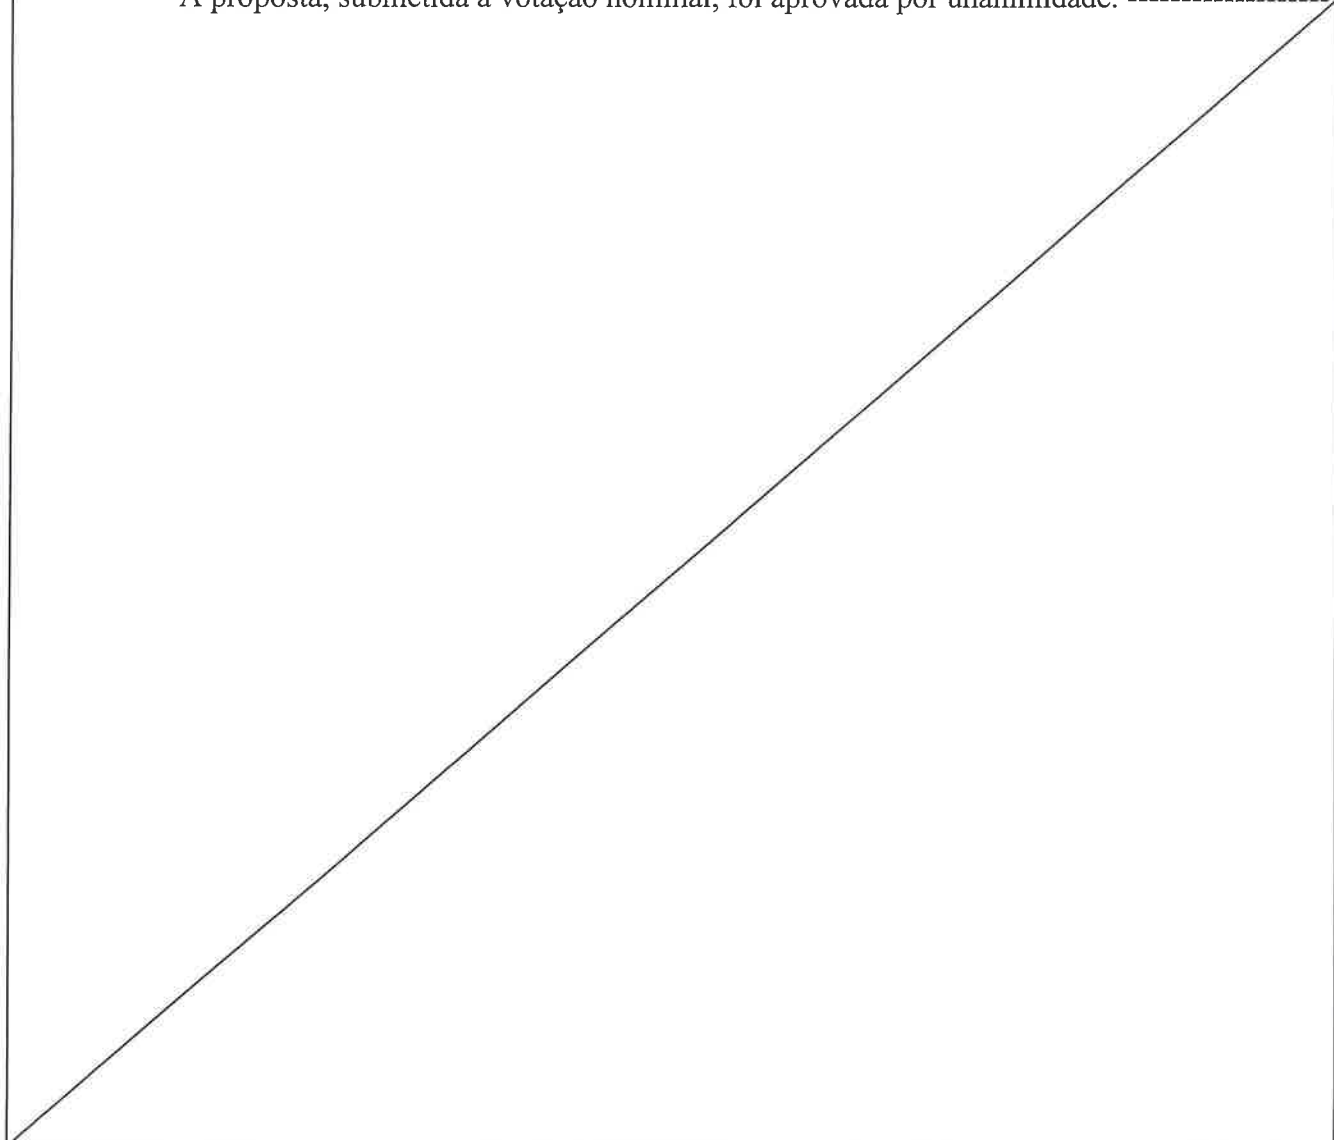 A proposta, submetida a votação nominal, foi aprovada por unanimidade. --------------------